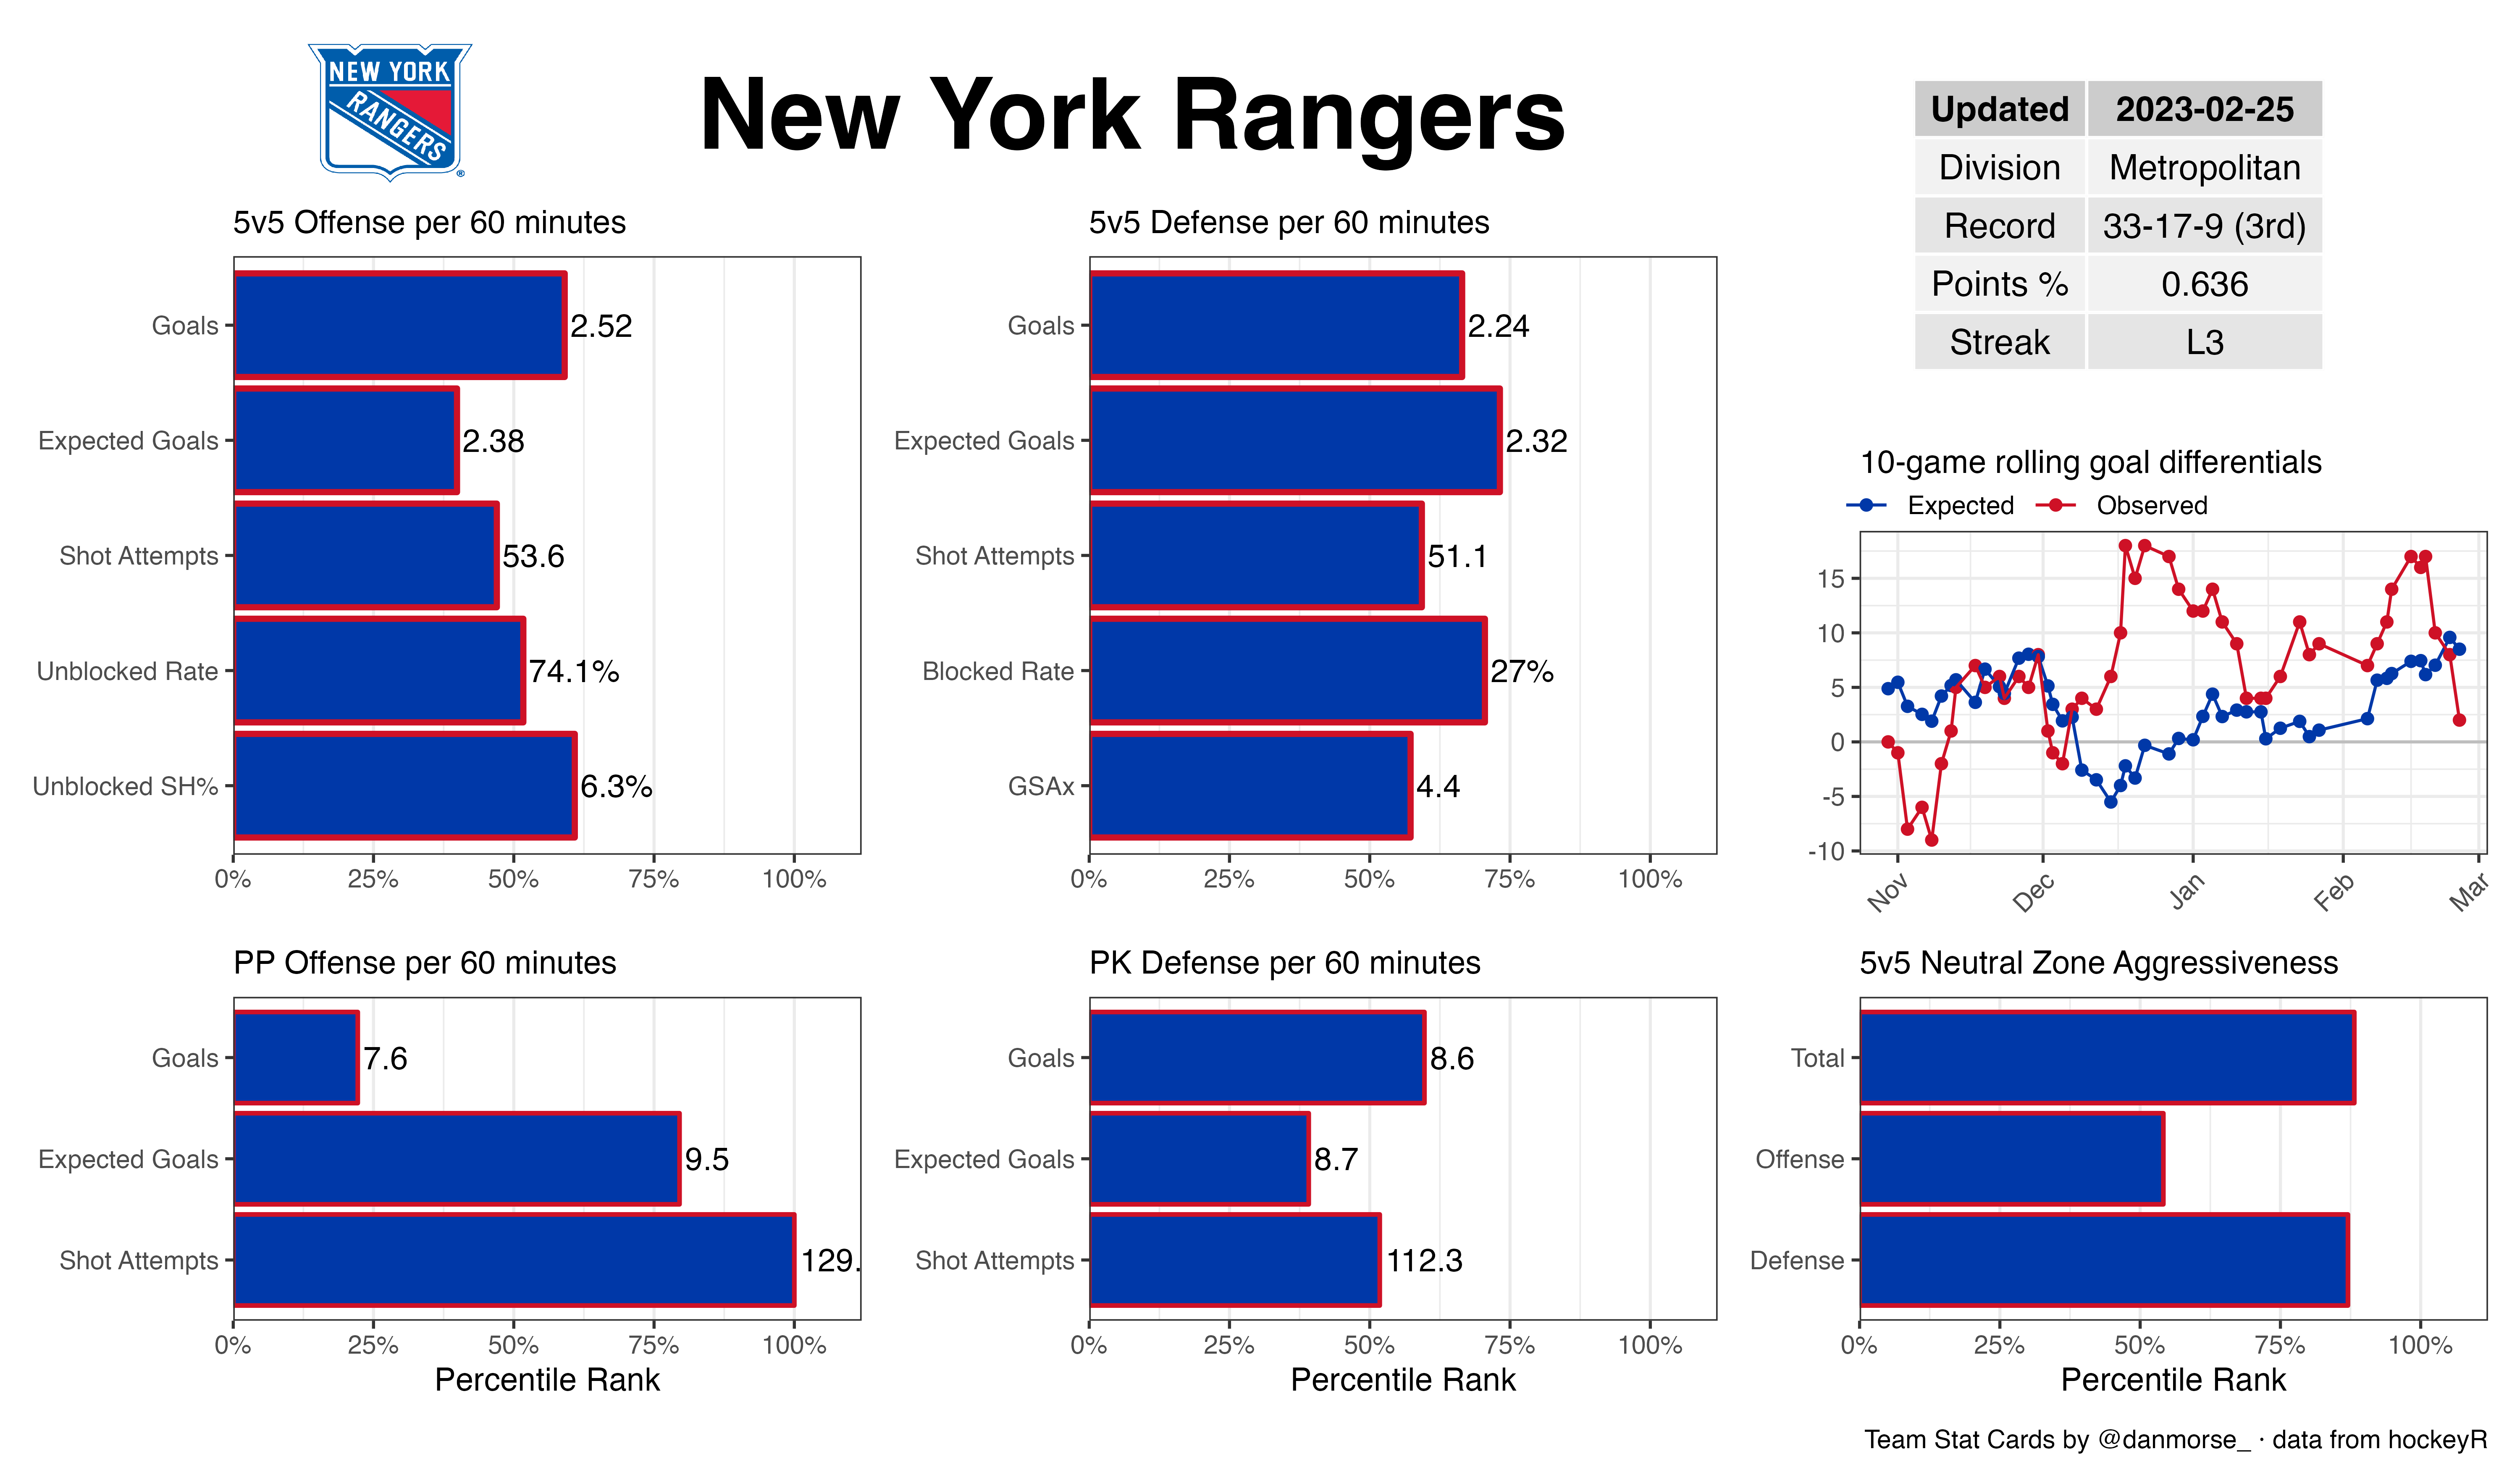 NEW YORK
RANGERS
®
New York Rangers
Updated 2023-02-25
Division Metropolitan
Record 33-17-9 (3rd)
Points % 0.636
Streak L3
5v5 Offense per 60 minutes
Goals 2.52
Expected Goals 2.38
Shot Attempts 53.6
Unblocked Rate 74.1%
Unblocked SH% 6.3%
0% 25% 50% 75% 100%
5v5 Defense per 60 minutes
Goals 2.24
Expected Goals 2.32
Shot Attempts 51.1
Blocked Rate 27%
GSAx 4.4
0% 25% 50% 75% 100%
10-game rolling goal differentials
Expected Observed
15
10
5
0
-5
-10
Nov Dec Jan Feb Mar
PP Offense per 60 minutes
Goals 7.6
Expected Goals 9.5
Shot Attempts 129.
0% 25% 50% 75% 100%
Percentile Rank
PK Defense per 60 minutes
Goals 8.6
Expected Goals 8.7
Shot Attempts 112.3
0% 25% 50% 75% 100%
Percentile Rank
5v5 Neutral Zone Aggressiveness
Total
Offense
Defense
0% 25% 50% 75% 100%
Percentile Rank
Team Stat Cards by @danmorse_ · data from hockeyR